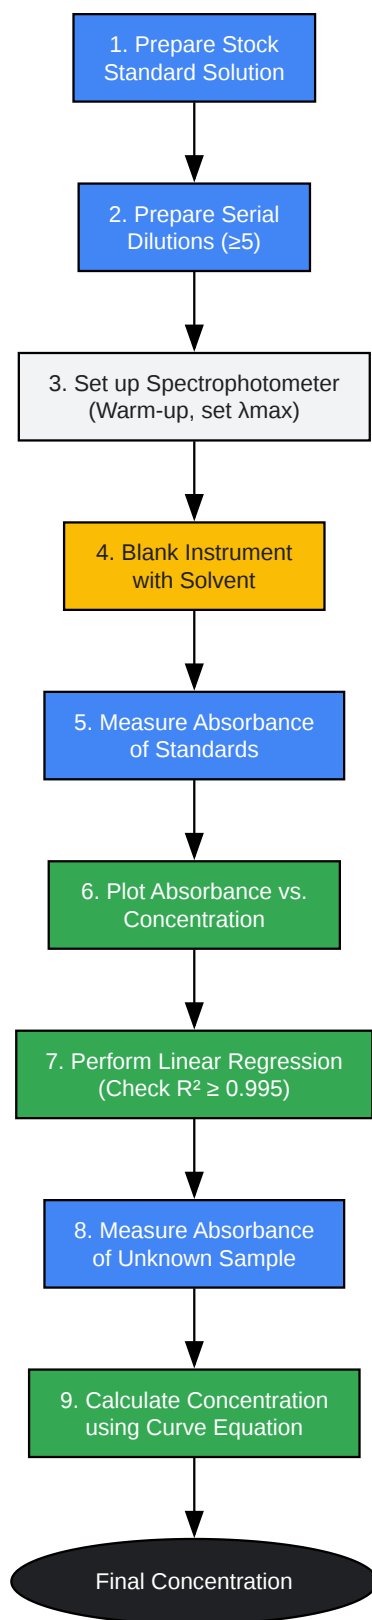 1. Prepare Stock
Standard Solution
2. Prepare Serial
Dilutions (≥5)
3. Set up Spectrophotometer
(Warm-up, set λmax)
4. Blank Instrument
with Solvent
5. Measure Absorbance
of Standards
6. Plot Absorbance vs.
Concentration
7. Perform Linear Regression
(Check R² ≥ 0.995)
8. Measure Absorbance
of Unknown Sample
9. Calculate Concentration
using Curve Equation
Final Concentration